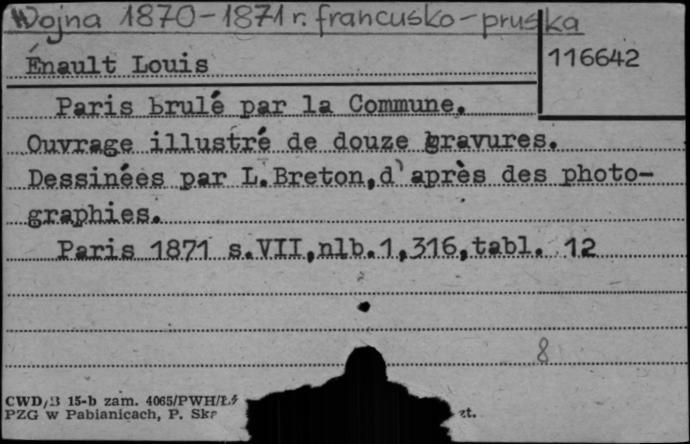 Wojna 1870-1871 r. francusko-pruska
Énault Louis
116642
Paris brulé par la Commune.
Ouvrage illustré de douze gravures.
Dessinées par L.Breton,d'après des photo-
graphies.
Paris 1871 s.VII,nlb.1,316,tabl. 12
8
CWD/B 15-b zam. 4065/PWH/Ł
PZG w Pabianicach, P. zt.